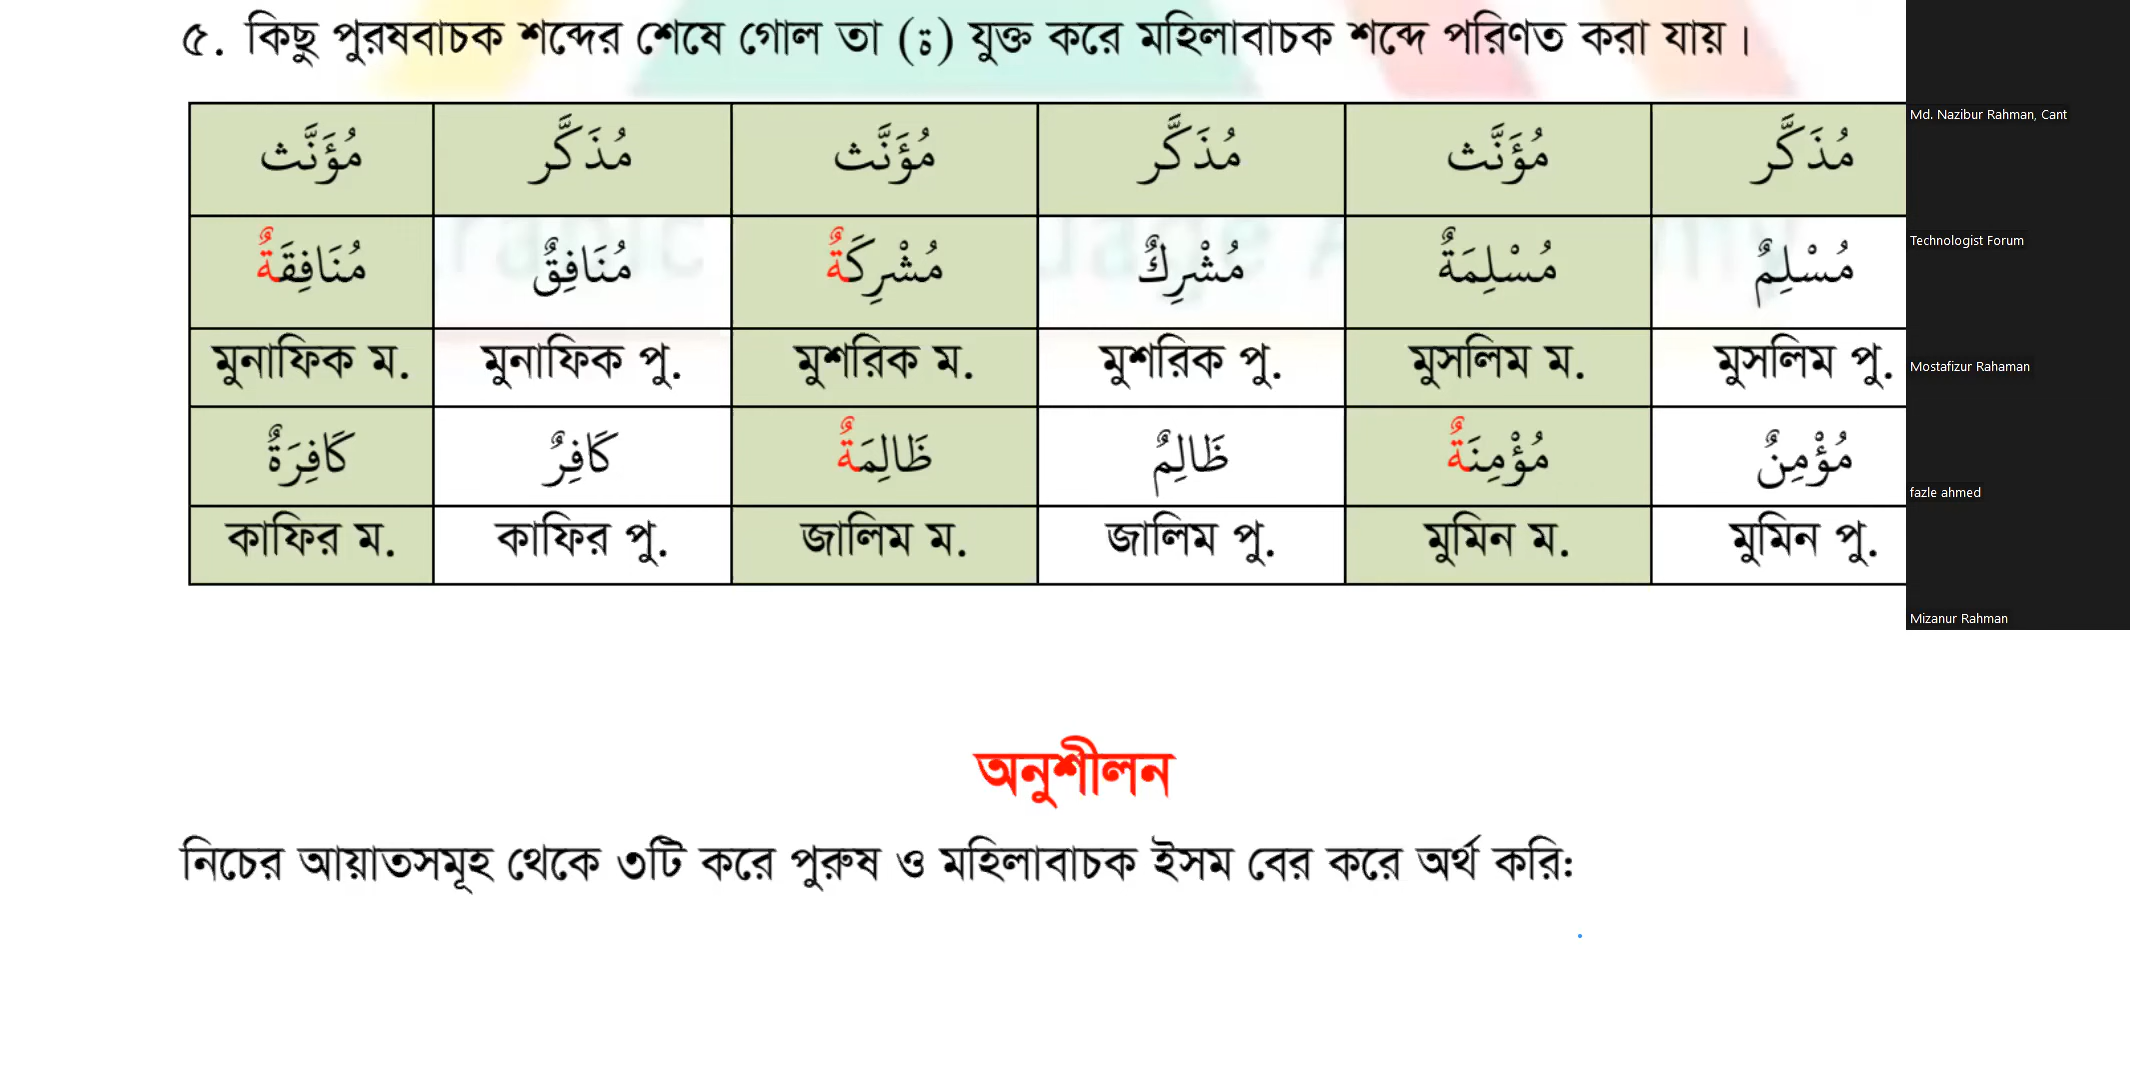 ৫. কিছু পুরষবাচক শব্দের শেষে গোল তা (ة) যুক্ত করে মহিলাবাচক শব্দে পরিণত করা যায়।
مُؤَنَّث مُذَكَّر مُؤَنَّث مُذَكَّر مُؤَنَّث مُذَكَّر
مُنَافِقَةٌ مُنَافِقٌ مُشْرِكَةٌ مُشْرِكٌ مُسْلِمَةٌ مُسْلِمٌ
মুনাফিক ম. মুনাফিক পু. মুশরিক ম. মুশরিক পু. মুসলিম ম. মুসলিম পু.
كَافِرَةٌ كَافِرٌ ظَالِمَةٌ ظَالِمٌ مُؤْمِنَةٌ مُؤْمِنٌ
কাফির ম. কাফির পু. জালিম ম. জালিম পু. মুমিন ম. মুমিন পু.
অনুশীলন
নিচের আয়াতসমূহ থেকে ৩টি করে পুরুষ ও মহিলাবাচক ইসম বের করে অর্থ করি:
Md. Nazibur Rahman, Cant
Technologist Forum
Mostafizur Rahaman
fazle ahmed
Mizanur Rahman